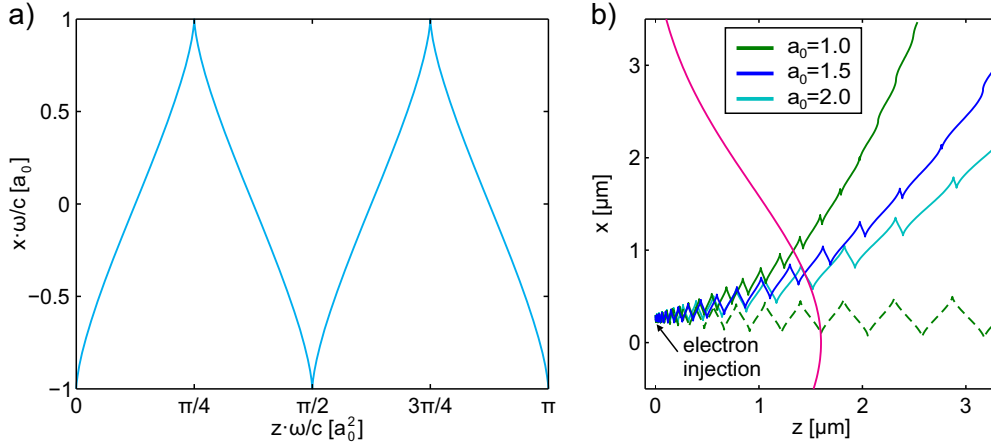 a)
1
0.5
0
−0.5
−1
x·ω/c [a₀]
0
π/4
π/2
3π/4
π
z·ω/c [a₀²]
b)
a₀=1.0
a₀=1.5
a₀=2.0
3
2
1
0
x [μm]
electron
injection
0
1
2
3
z [μm]